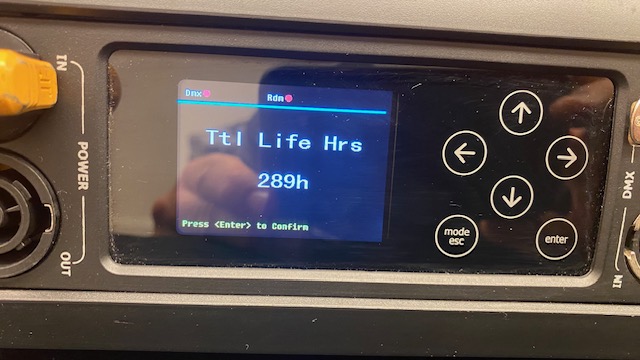 Dmx
Rdm
Ttl Life Hrs
289h
Press <Enter> to Confirm
mode
esc
enter
IN
POWER
OUT
DMX
IN